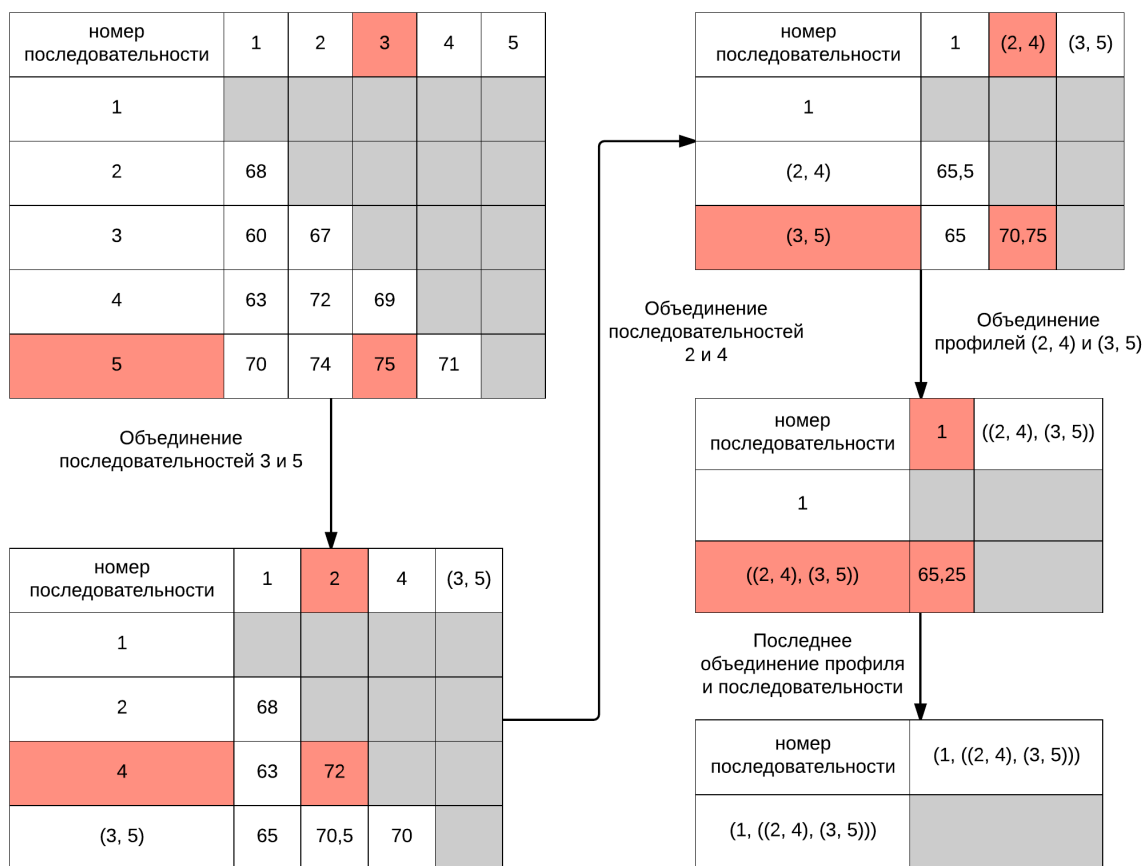 номер
последовательности 1 2 3 4 5
1
2 68
3 60 67
4 63 72 69
5 70 74 75 71
Объединение
последовательностей 3 и 5
номер
последовательности 1 2 4 (3, 5)
1
2 68
4 63 72
(3, 5) 65 70,5 70
Объединение
последовательностей
2 и 4
номер
последовательности 1 (2, 4) (3, 5)
1
(2, 4) 65,5
(3, 5) 65 70,75
Объединение
профилей (2, 4) и (3, 5)
номер
последовательности 1 ((2, 4), (3, 5))
1
((2, 4), (3, 5)) 65,25
Последнее
объединение профиля
и последовательности
номер
последовательности (1, ((2, 4), (3, 5)))
(1, ((2, 4), (3, 5)))